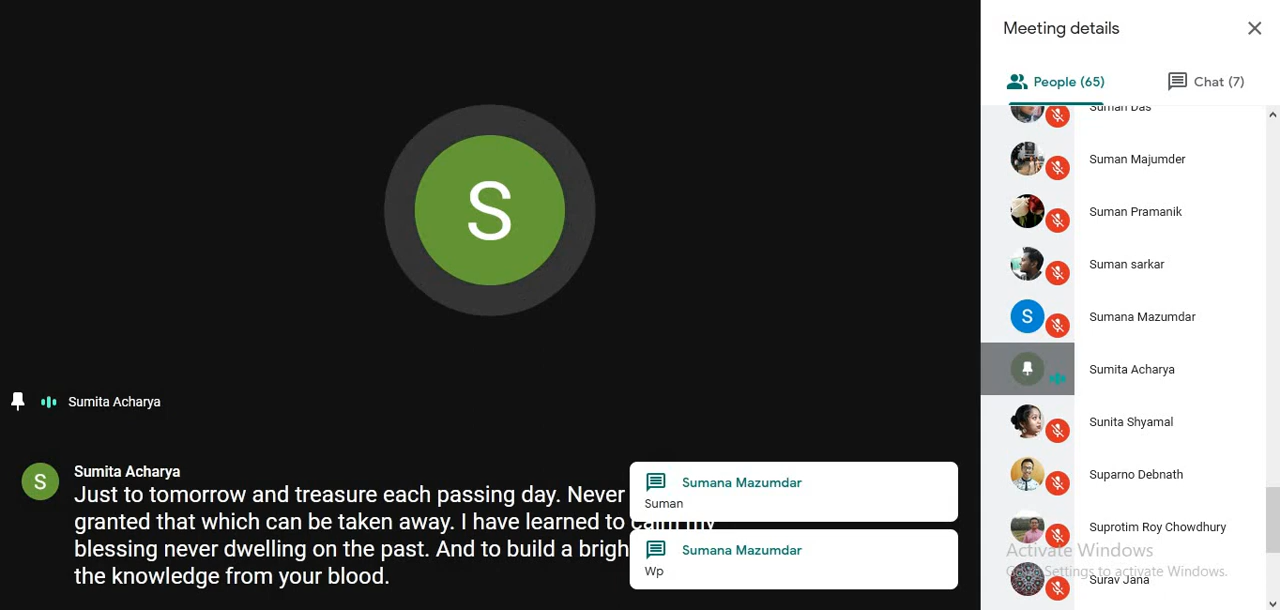 Meeting details
People (65)
Chat (7)
Suman Das
Suman Majumder
Suman Pramanik
Suman sarkar
S
Sumana Mazumdar
Sumita Acharya
Sunita Shyamal
Suparno Debnath
Suprotim Roy Chowdhury
Activate Windows
Settings to activate Windows.
Surav Jana
S
Sumita Acharya
S
Sumita Acharya
Just to tomorrow and treasure each passing day. Never
granted that which can be taken away. I have learned to calm my
blessing never dwelling on the past. And to build a brigh
the knowledge from your blood.
Sumana Mazumdar
Suman
Sumana Mazumdar
Wp